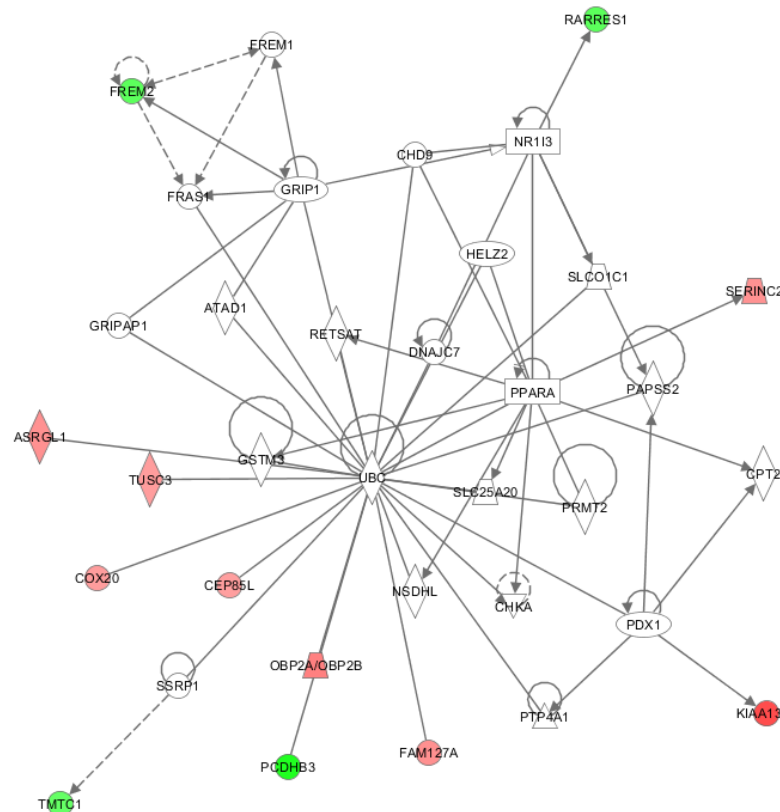 RARRES1
FREM1
FREM2
NR1I3
CHD9
GRIP1
FRAS1
HELZ2
SLCO1C1
SERINC2
ATAD1
GRIPAP1
RETSAT
DNAJC7
PPARA
PAPSS2
ASRGL1
GSTM3
TUSC3
UBC
SLC25A20
CPT2
PRMT2
COX20
CEP85L
NSDHL
CHKA
PDX1
OBP2A/OBP2B
SSRP1
PTP4A1
KIAA13
FAM127A
PCDHB3
TMTC1